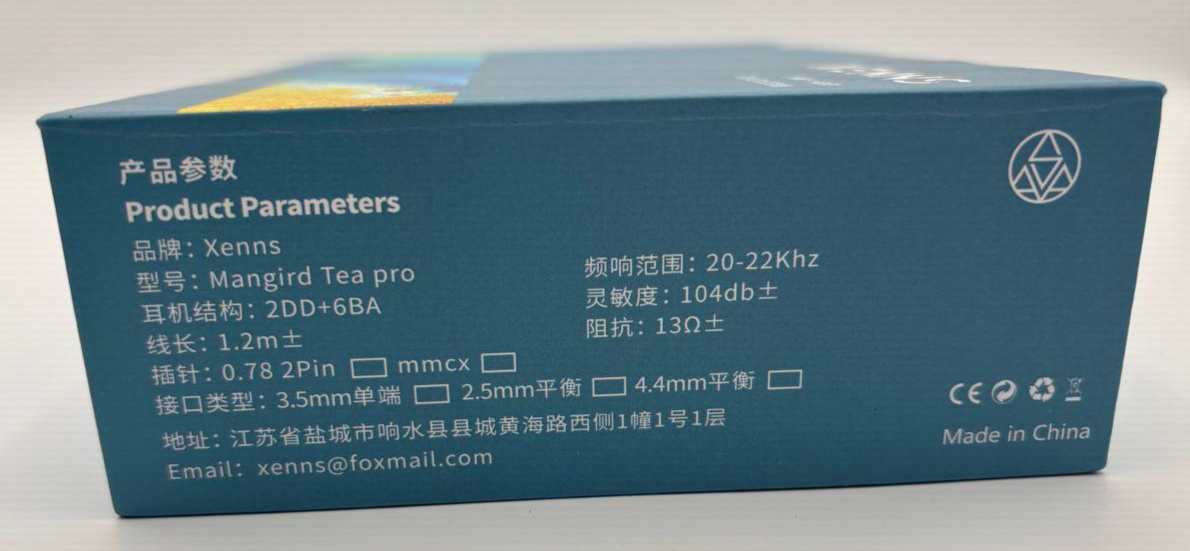 产品参数
Product Parameters
品牌：Xenns
型号：Mangird Tea pro
耳机结构：2DD+6BA
线长：1.2m±
插针：0.78 2Pin mmcx
接口类型：3.5mm单端 2.5mm平衡 4.4mm平衡
地址：江苏省盐城市响水县县城黄海路西侧1幢1号1层
Email：xenns@foxmail.com
频响范围：20-22Khz
灵敏度：104db±
阻抗：13Ω±
CE
Made in China